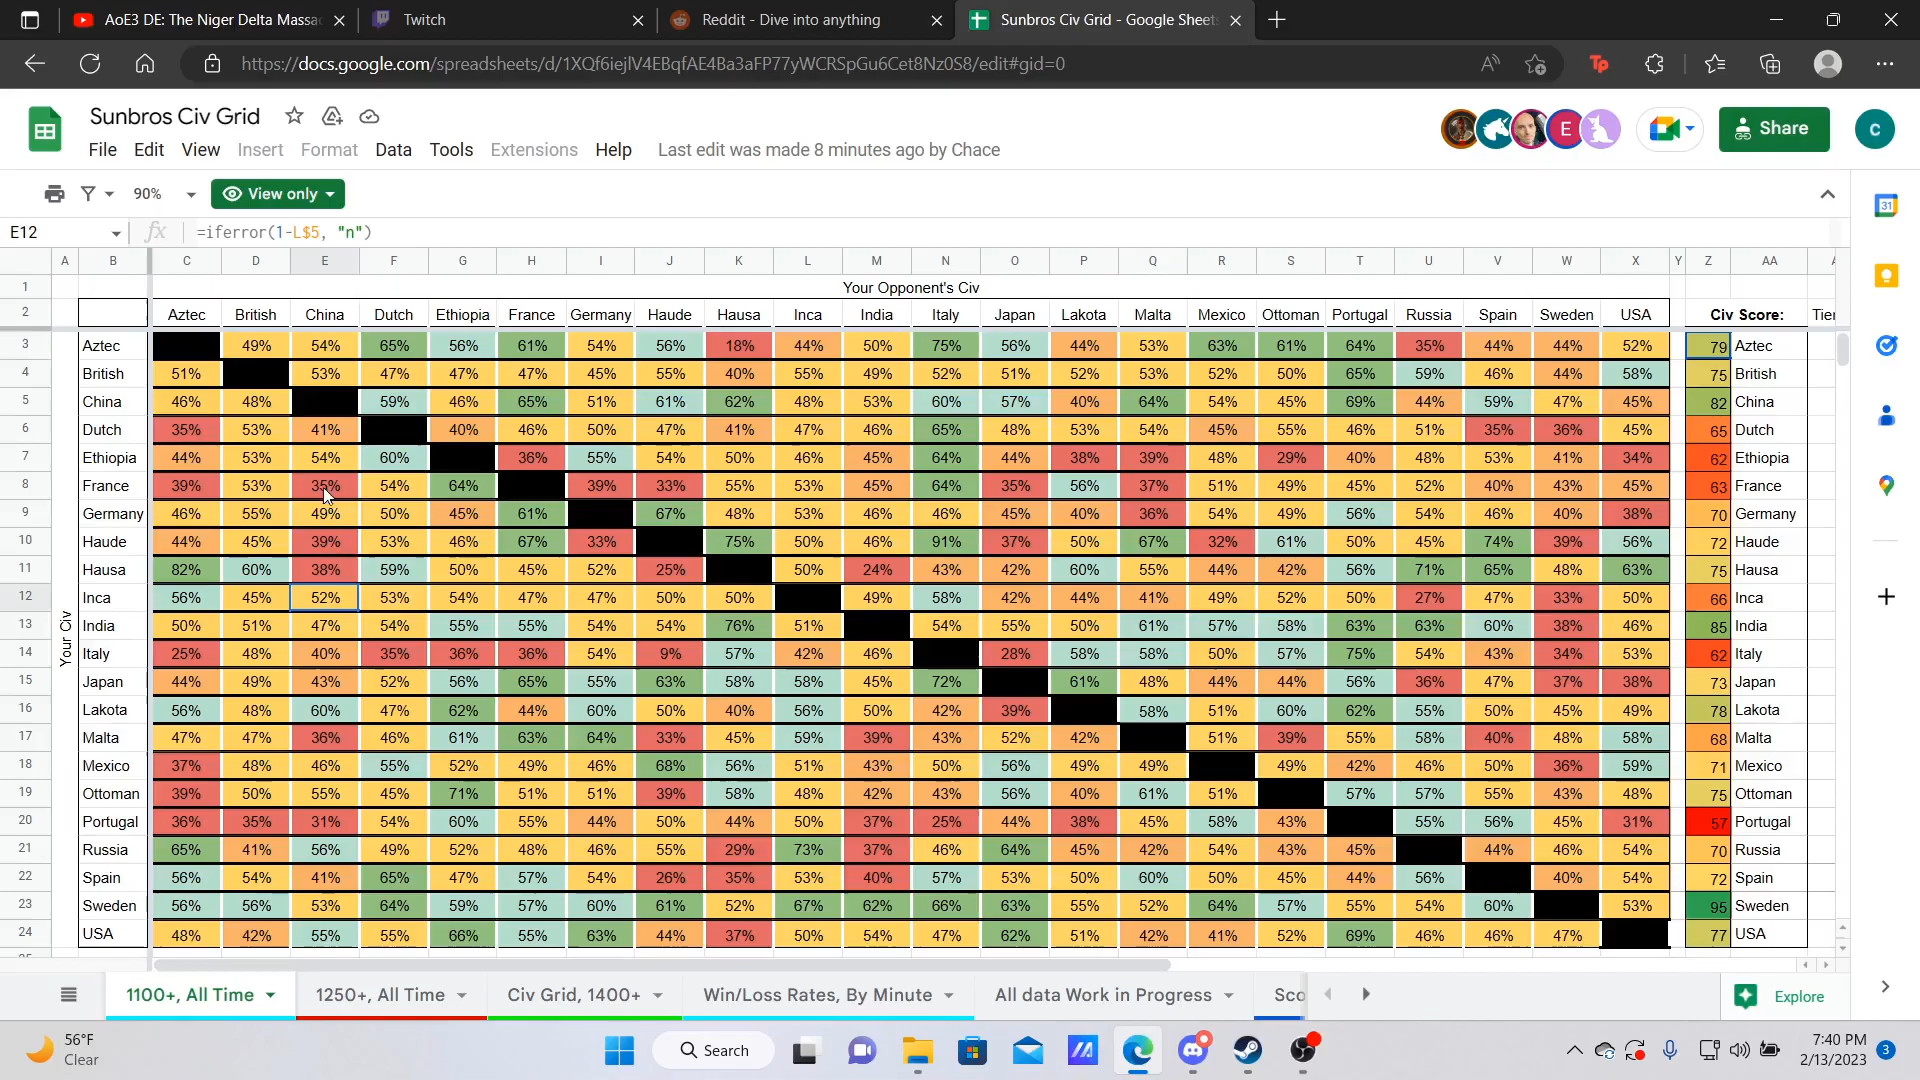 AoE3 DE: The Niger Delta Massa
Twitch
Reddit - Dive into anything
Sunbros Civ Grid - Google Sheets
https://docs.google.com/spreadsheets/d/1XQf6iejlV4EBqfAE4Ba3aFP77yWCRSpGu6Cet8Nz0S8/edit#gid=0
Sunbros Civ Grid
File Edit View Insert Format Data Tools Extensions Help Last edit was made 8 minutes ago by Chace
E
Share
c
90% View only
31
E12 fx =iferror(1-L$5, "n")
A B C D E F G H I J K L M N O P Q R S T U V W X Y Z AA
1 Your Opponent's Civ
2 Aztec British China Dutch Ethiopia France Germany Haude Hausa Inca India Italy Japan Lakota Malta Mexico Ottoman Portugal Russia Spain Sweden USA Civ Score: Tier
3 Aztec 49% 54% 65% 56% 61% 54% 56% 18% 44% 50% 75% 56% 44% 53% 63% 61% 64% 35% 44% 44% 52% 79 Aztec
4 British 51% 53% 47% 47% 47% 45% 55% 40% 55% 49% 52% 51% 52% 53% 52% 50% 65% 59% 46% 44% 58% 75 British
5 China 46% 48% 59% 46% 65% 51% 61% 62% 48% 53% 60% 57% 40% 64% 54% 45% 69% 44% 59% 47% 45% 82 China
6 Dutch 35% 53% 41% 40% 46% 50% 47% 41% 47% 46% 65% 48% 53% 54% 45% 55% 46% 51% 35% 36% 45% 65 Dutch
7 Ethiopia 44% 53% 54% 60% 36% 55% 54% 50% 46% 45% 64% 44% 38% 39% 48% 29% 40% 48% 53% 41% 34% 62 Ethiopia
8 France 39% 53% 35% 54% 64% 39% 33% 55% 53% 45% 64% 35% 56% 37% 51% 49% 45% 52% 40% 43% 45% 63 France
9 Germany 46% 55% 49% 50% 45% 61% 67% 48% 53% 46% 46% 45% 40% 36% 54% 49% 56% 54% 46% 40% 38% 70 Germany
10 Haude 44% 45% 39% 53% 46% 67% 33% 75% 50% 46% 91% 37% 50% 67% 32% 61% 50% 45% 74% 39% 56% 72 Haude
11 Hausa 82% 60% 38% 59% 50% 45% 52% 25% 50% 24% 43% 42% 60% 55% 44% 42% 56% 71% 65% 48% 63% 75 Hausa
12 Inca 56% 45% 52% 53% 54% 47% 47% 50% 50% 49% 58% 42% 44% 41% 49% 52% 50% 27% 47% 33% 50% 66 Inca
Your Civ
13 India 50% 51% 47% 54% 55% 55% 54% 54% 76% 51% 54% 55% 50% 61% 57% 58% 63% 63% 60% 38% 46% 85 India
14 Italy 25% 48% 40% 35% 36% 36% 54% 9% 57% 42% 46% 28% 58% 58% 50% 57% 75% 54% 43% 34% 53% 62 Italy
15 Japan 44% 49% 43% 52% 56% 65% 55% 63% 58% 58% 45% 72% 61% 48% 44% 44% 56% 36% 47% 37% 38% 73 Japan
16 Lakota 56% 48% 60% 47% 62% 44% 60% 50% 40% 56% 50% 42% 39% 58% 51% 60% 62% 55% 50% 45% 49% 78 Lakota
17 Malta 47% 47% 36% 46% 61% 63% 64% 33% 45% 59% 39% 43% 52% 42% 51% 39% 55% 58% 40% 48% 58% 68 Malta
18 Mexico 37% 48% 46% 55% 52% 49% 46% 68% 56% 51% 43% 50% 56% 49% 49% 49% 42% 46% 50% 36% 59% 71 Mexico
19 Ottoman 39% 50% 55% 45% 71% 51% 51% 39% 58% 48% 42% 43% 56% 40% 61% 51% 57% 57% 55% 43% 48% 75 Ottoman
20 Portugal 36% 35% 31% 54% 60% 55% 44% 50% 44% 50% 37% 25% 44% 38% 45% 58% 43% 55% 56% 45% 31% 57 Portugal
21 Russia 65% 41% 56% 49% 52% 48% 46% 55% 29% 73% 37% 46% 64% 45% 42% 54% 43% 45% 44% 46% 54% 70 Russia
22 Spain 56% 54% 41% 65% 47% 57% 54% 26% 35% 53% 40% 57% 53% 50% 60% 50% 45% 44% 56% 40% 54% 72 Spain
23 Sweden 56% 56% 53% 64% 59% 57% 60% 61% 52% 67% 62% 66% 63% 55% 52% 64% 57% 55% 54% 60% 53% 95 Sweden
24 USA 48% 42% 55% 55% 66% 55% 63% 44% 37% 50% 54% 47% 62% 51% 42% 41% 52% 69% 46% 46% 47% 77 USA
1100+, All Time 1250+, All Time Civ Grid, 1400+ Win/Loss Rates, By Minute All data Work in Progress Sco Explore
56°F
Clear
Search
7:40 PM
2/13/2023
3